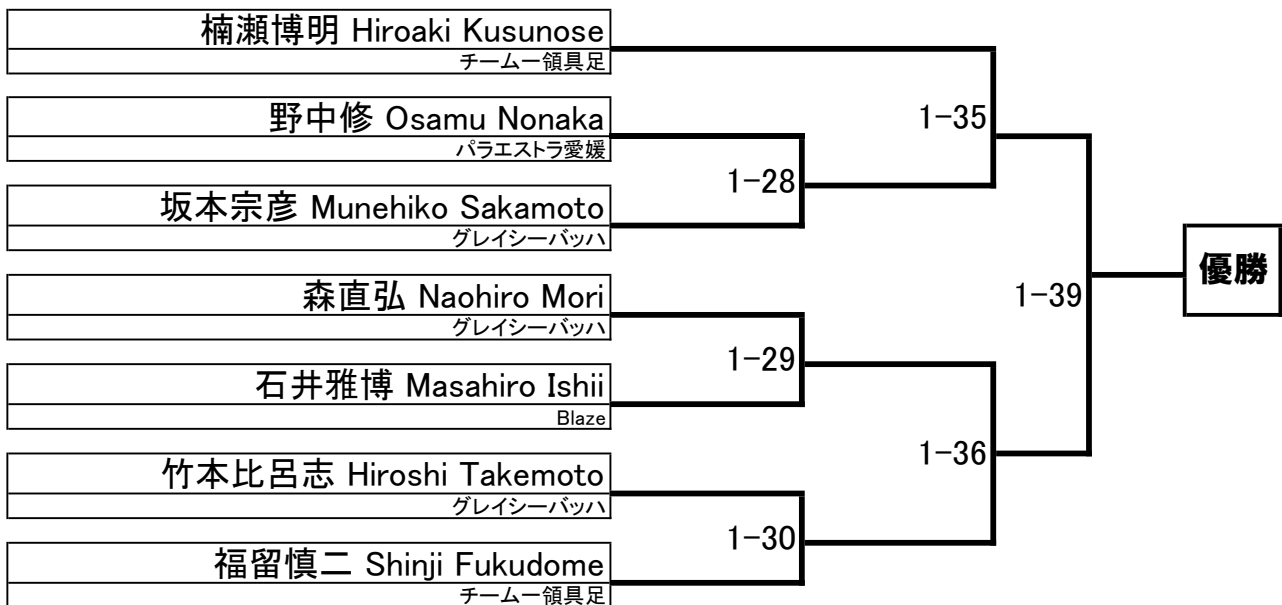 楠瀬博明 Hiroaki Kusunose
チーム一領具足
野中修 Osamu Nonaka
パラエストラ愛媛
坂本宗彦 Munehiko Sakamoto
グレイシーバッハ
森直弘 Naohiro Mori
グレイシーバッハ
石井雅博 Masahiro Ishii
Blaze
竹本比呂志 Hiroshi Takemoto
グレイシーバッハ
福留慎二 Shinji Fukudome
チーム一領具足
1-28
1-29
1-30
1-35
1-36
1-39
優勝